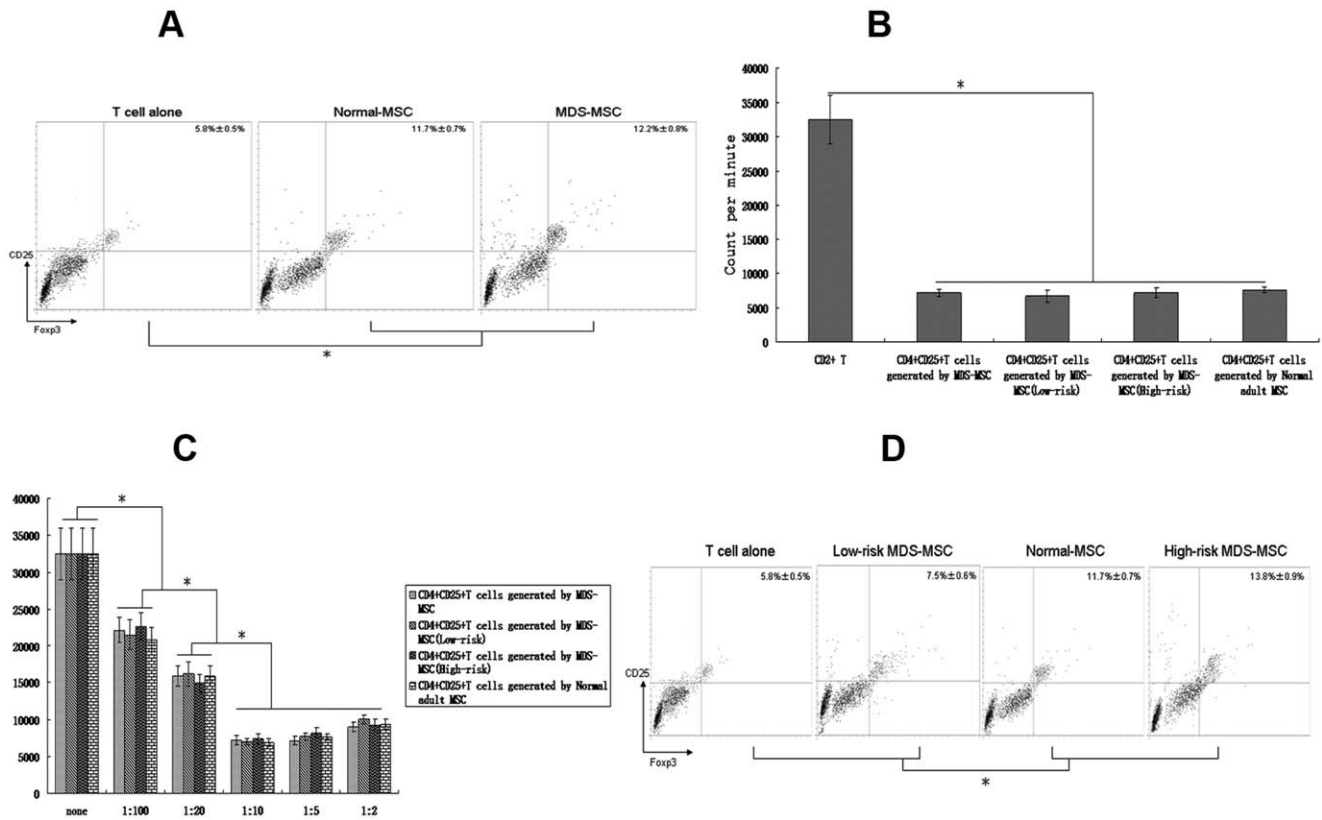 A
T cell alone
Normal-MSC
MDS-MSC
5.8%±0.5%
11.7%±0.7%
12.2%±0.8%
CD25
Foxp3
*
B
Count per minute
40000
35000
30000
25000
20000
15000
10000
5000
0
*
CD2+ T
CD4+CD25+T cells
generated by MDS-MSC
CD4+CD25+T cells
generated by MDS-
MSC(Low-risk)
CD4+CD25+T cells
generated by MDS-
MSC(High-risk)
CD4+CD25+T cells
generated by Normal
adult MSC
C
40000
35000
30000
25000
20000
15000
10000
5000
0
*
*
*
none
1:100
1:20
1:10
1:5
1:2
CD4+CD25+T cells generated by MDS-
MSC
CD4+CD25+T cells generated by MDS-
MSC(Low-risk)
CD4+CD25+T cells generated by MDS-
MSC(High-risk)
CD4+CD25+T cells generated by Normal
adult MSC
D
T cell alone
Low-risk MDS-MSC
Normal-MSC
High-risk MDS-MSC
5.8%±0.5%
7.5%±0.6%
11.7%±0.7%
13.8%±0.9%
CD25
Foxp3
*